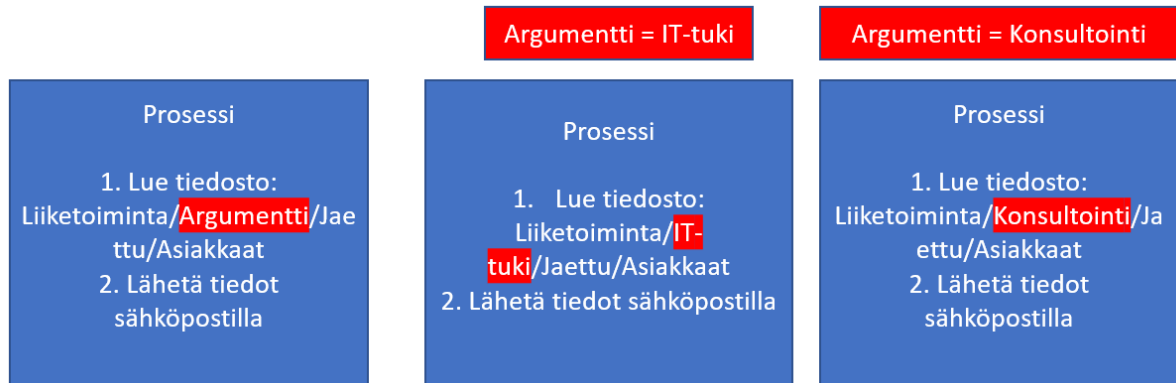 Argumentti = IT-tuki
Argumentti = Konsultointi
Prosessi
1. Lue tiedosto:
Liiketoiminta/Argumentti/Jae
ttu/Asiakkaat
2. Lähetä tiedot
sähköpostilla
Prosessi
1. Lue tiedosto:
Liiketoiminta/IT-
tuki/Jaettu/Asiakkaat
2. Lähetä tiedot sähköpostilla
Prosessi
1. Lue tiedosto:
Liiketoiminta/Konsultointi/Ja
ettu/Asiakkaat
2. Lähetä tiedot
sähköpostilla